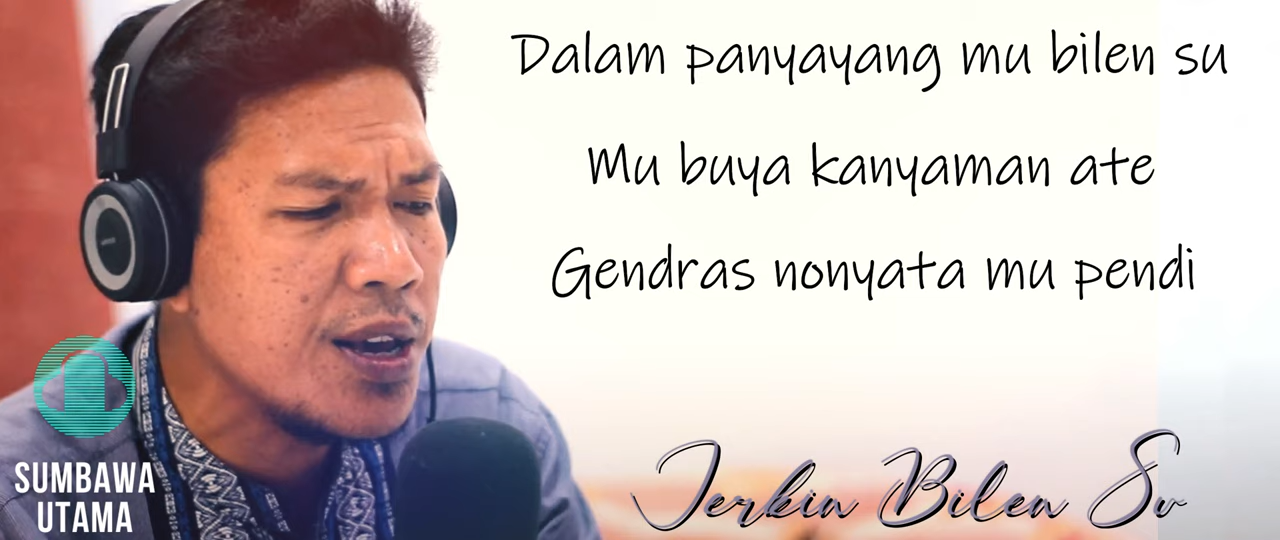 Dalam panyayang mu bilen su
Mu buya kanyaman ate
Gendras nonyata mu pendi
Jerkin Bilen Su
SUMBAWA
UTAMA